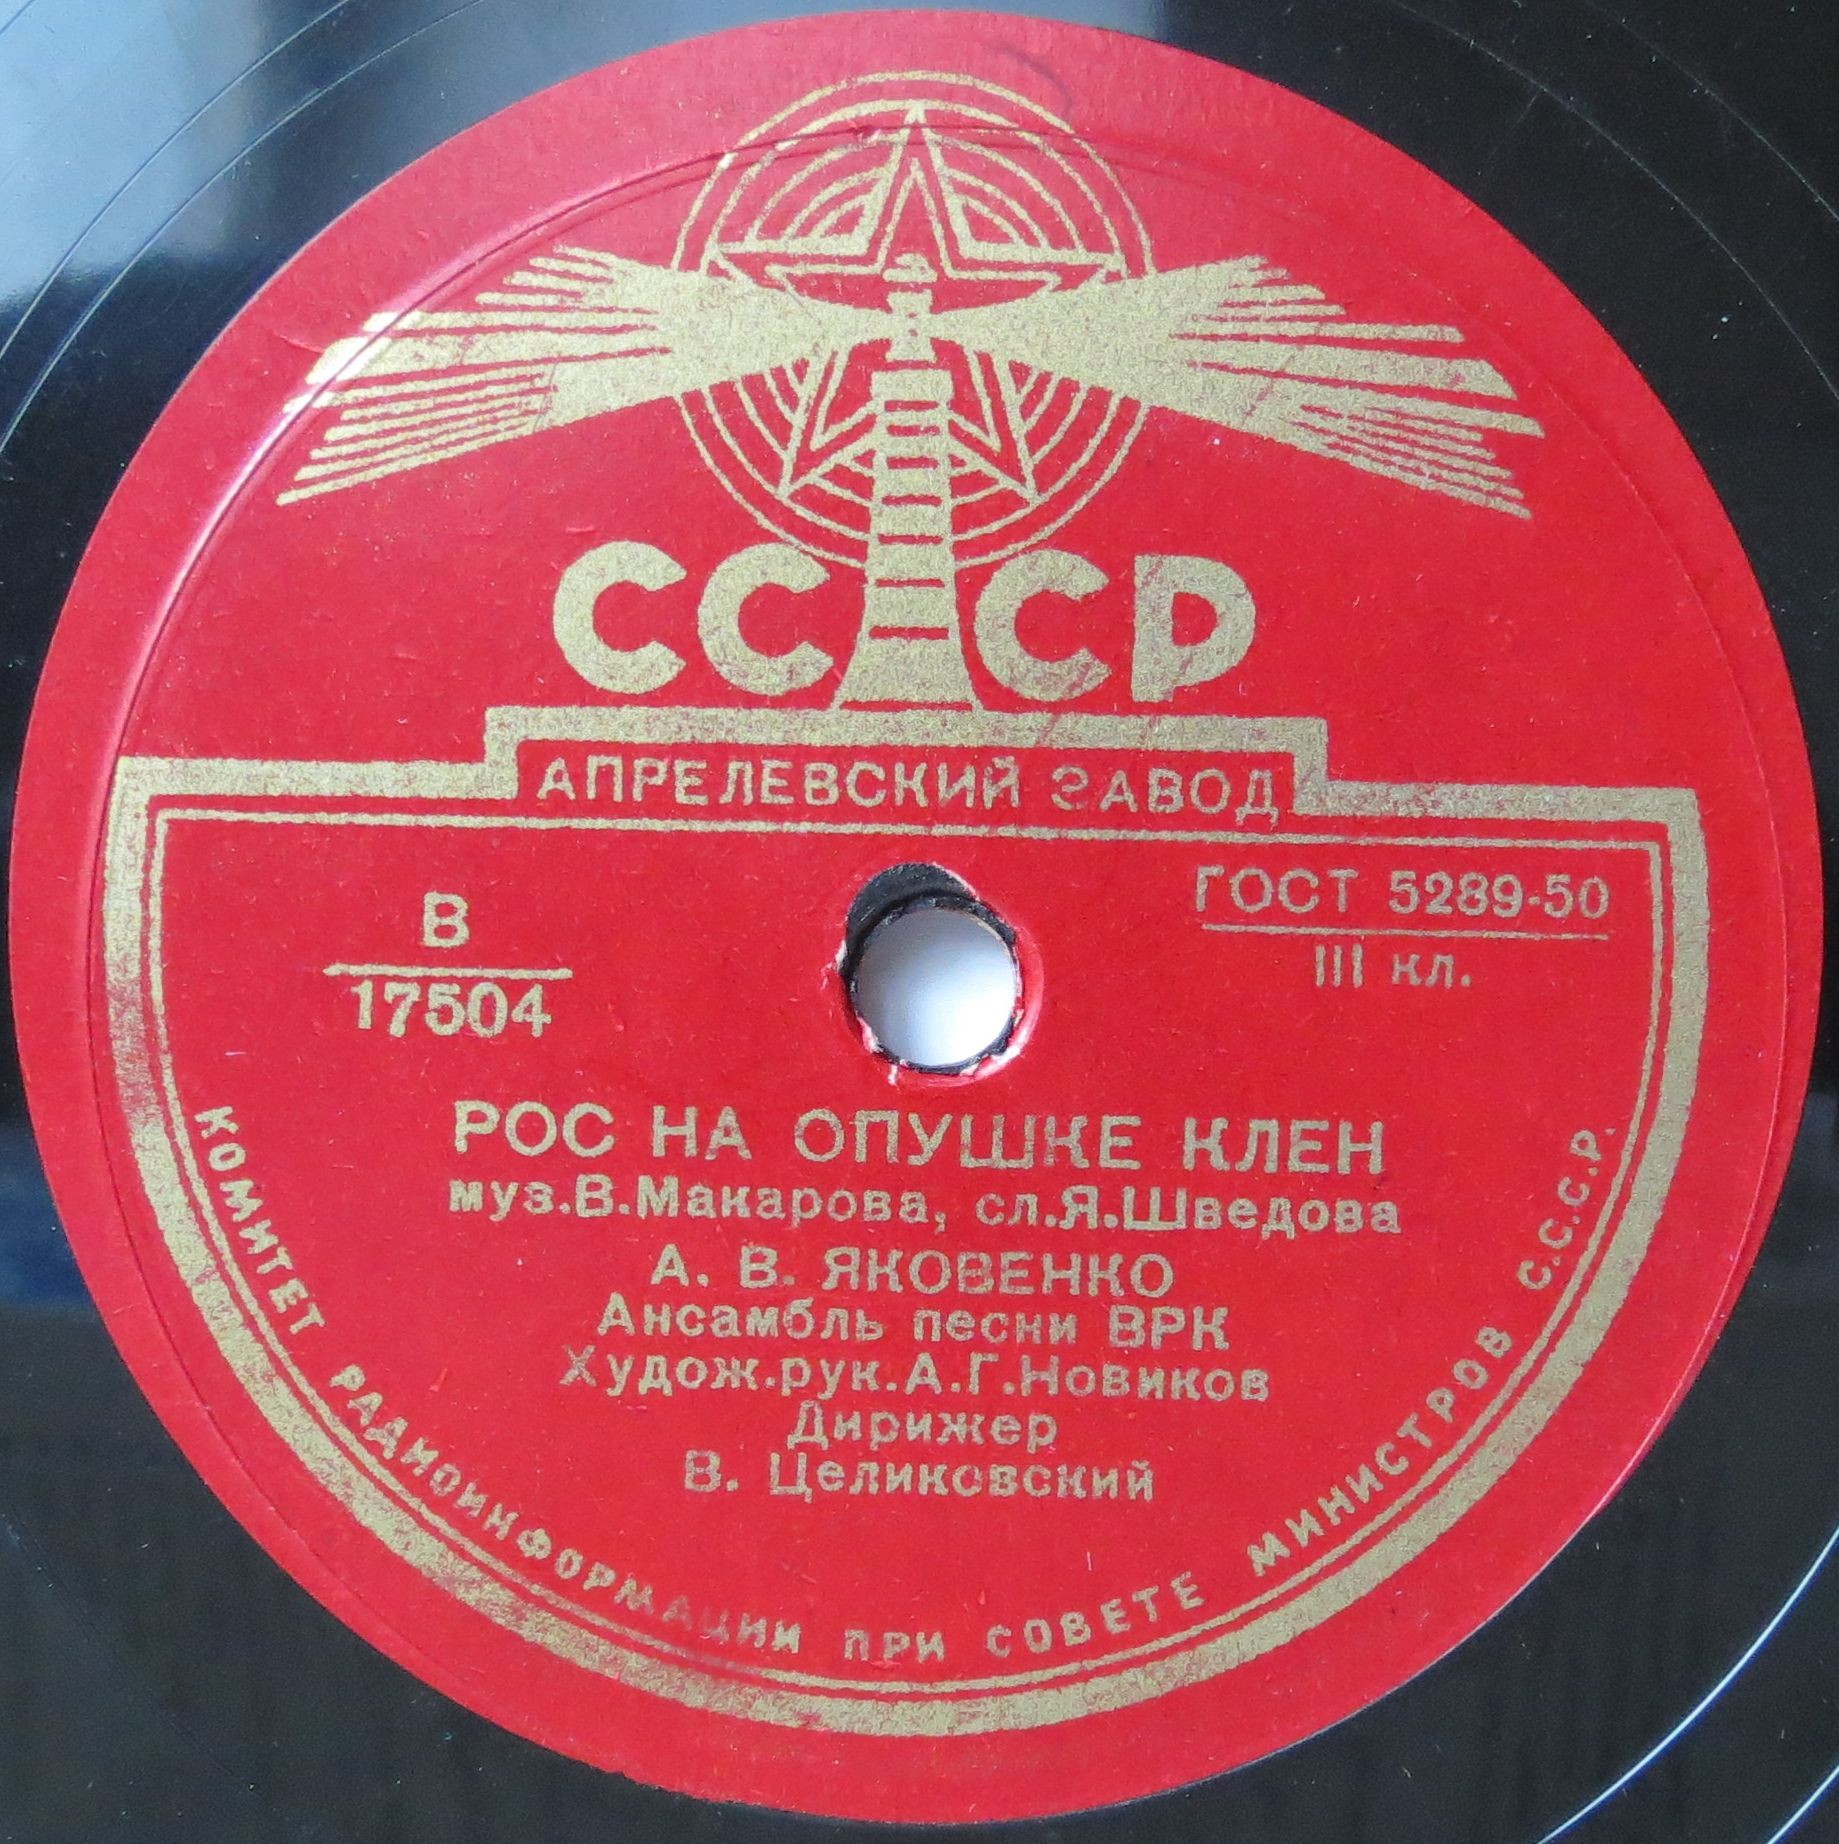 СССР
АПРЕЛЕВСКИЙ ЗАВОД
В
17504
ГОСТ 5289-50
III кл.
РОС НА ОПУШКЕ КЛЕН
муз.В.Макарова, сл.Я.Шведова
А. В. ЯКОВЕНКО
Ансамбль песни ВРК
Худож.рук.А.Г.Новиков
Дирижер
В. Целиковский
КОМИТЕТ РАДИОИНФОРМАЦИИ ПРИ СОВЕТЕ МИНИСТРОВ С.С.С.Р.